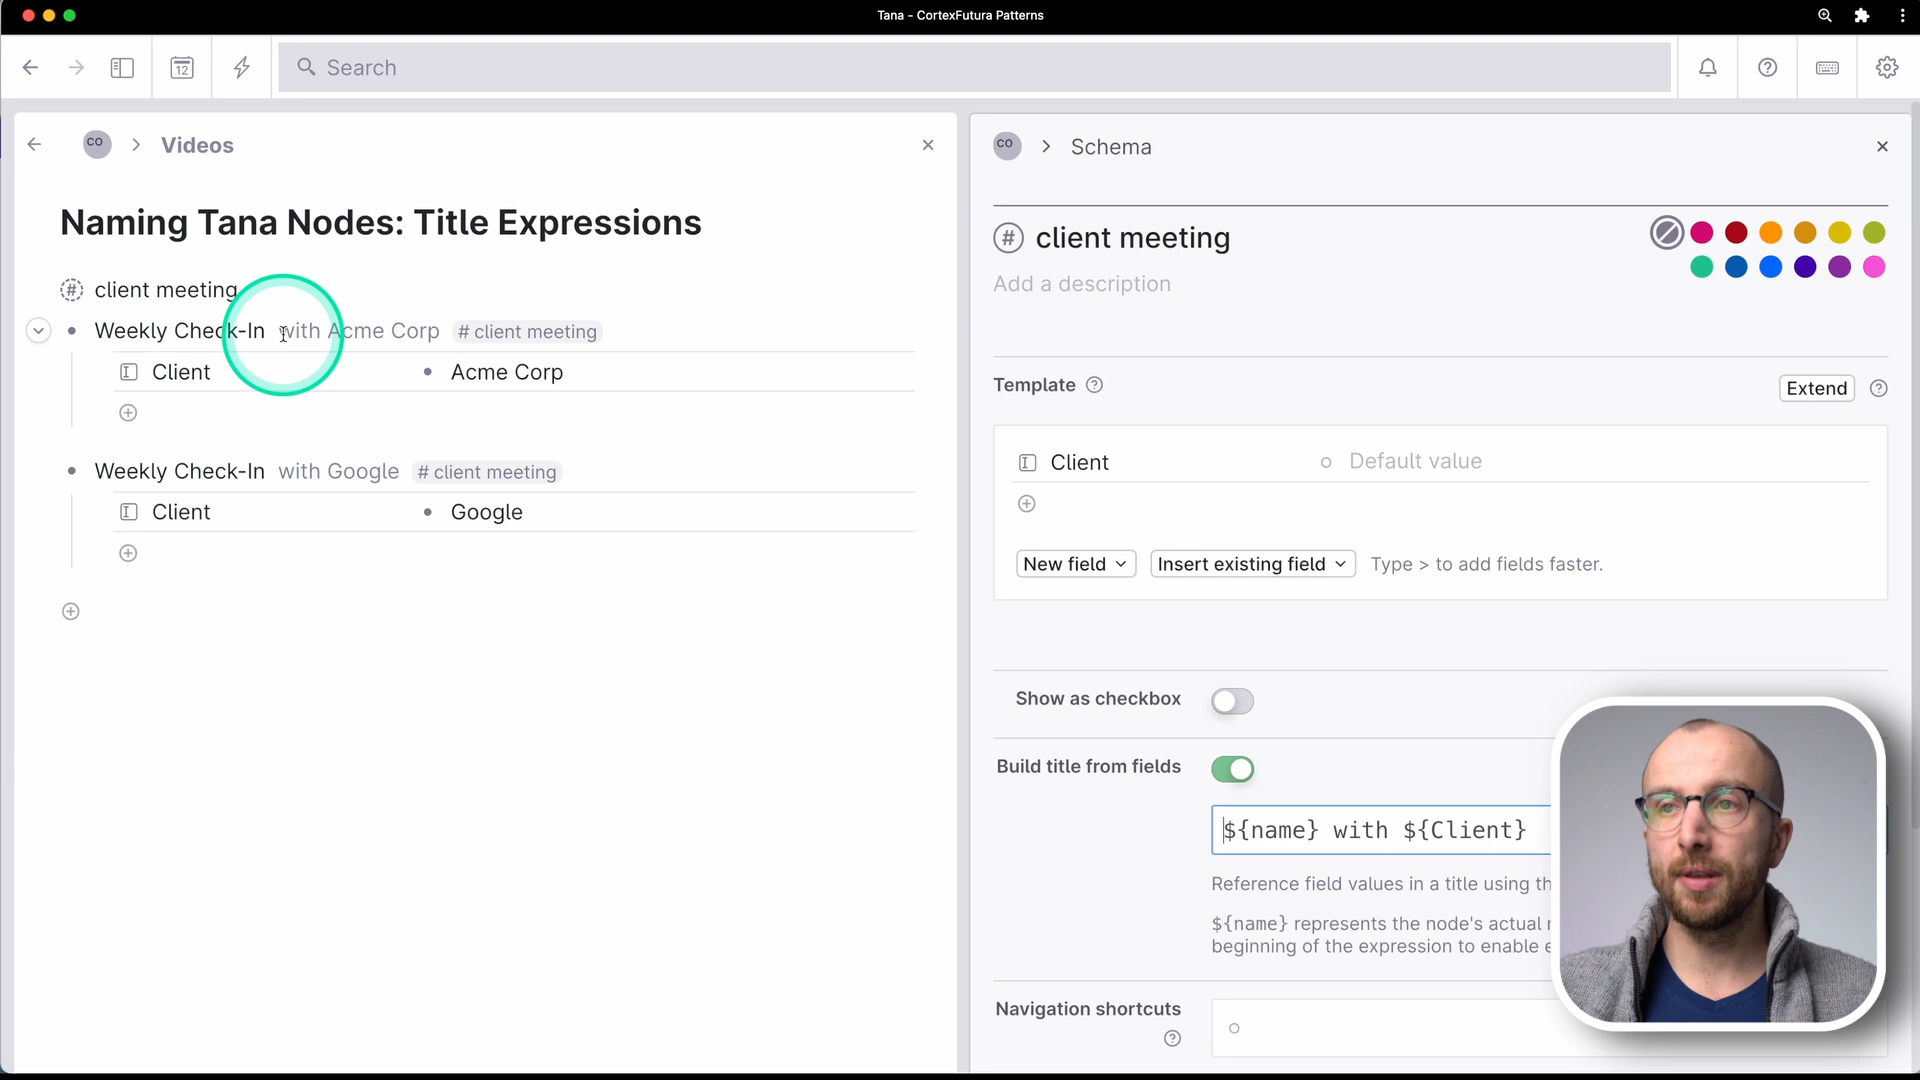 Tana - CortexFutura Patterns
12
Search
CO > Videos
Naming Tana Nodes: Title Expressions
# client meeting
Weekly Check-In with Acme Corp # client meeting
Client Acme Corp
Weekly Check-In with Google # client meeting
Client Google
CO > Schema
# client meeting
Add a description
Template
Extend
Client Default value
New field Insert existing field Type > to add fields faster.
Show as checkbox
Build title from fields
${name} with ${Client}
Reference field values in a title using
${name} represents the node's actual
beginning of the expression to enable
Navigation shortcuts